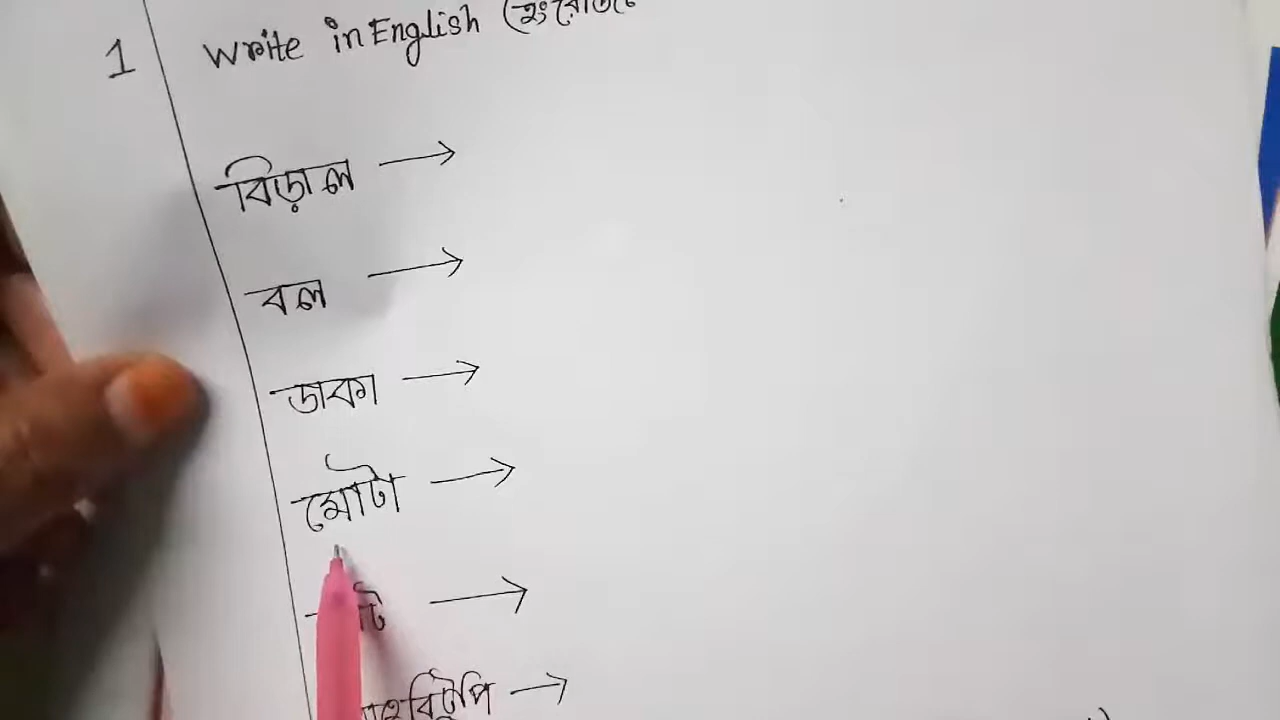 1 Write in English (ইংরেজিতে
বিড়াল →
বল →
ডাকা →
মোটা →
→
→